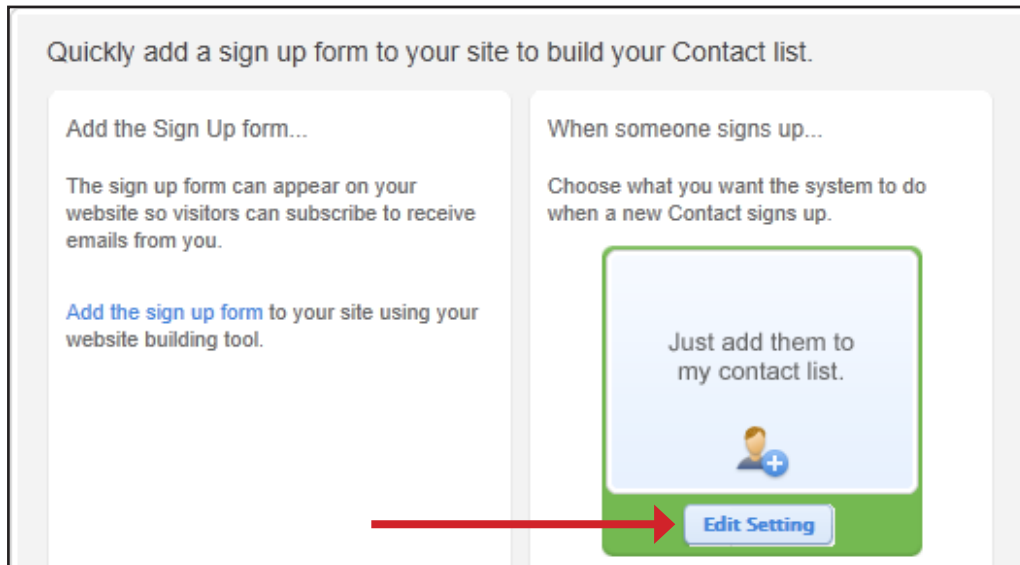 Quickly add a sign up form to your site to build your Contact list.
Add the Sign Up form...
The sign up form can appear on your
website so visitors can subscribe to receive
emails from you.
Add the sign up form to your site using your
website building tool.
When someone signs up...
Choose what you want the system to do
when a new Contact signs up.
Just add them to
my contact list.
Edit Setting